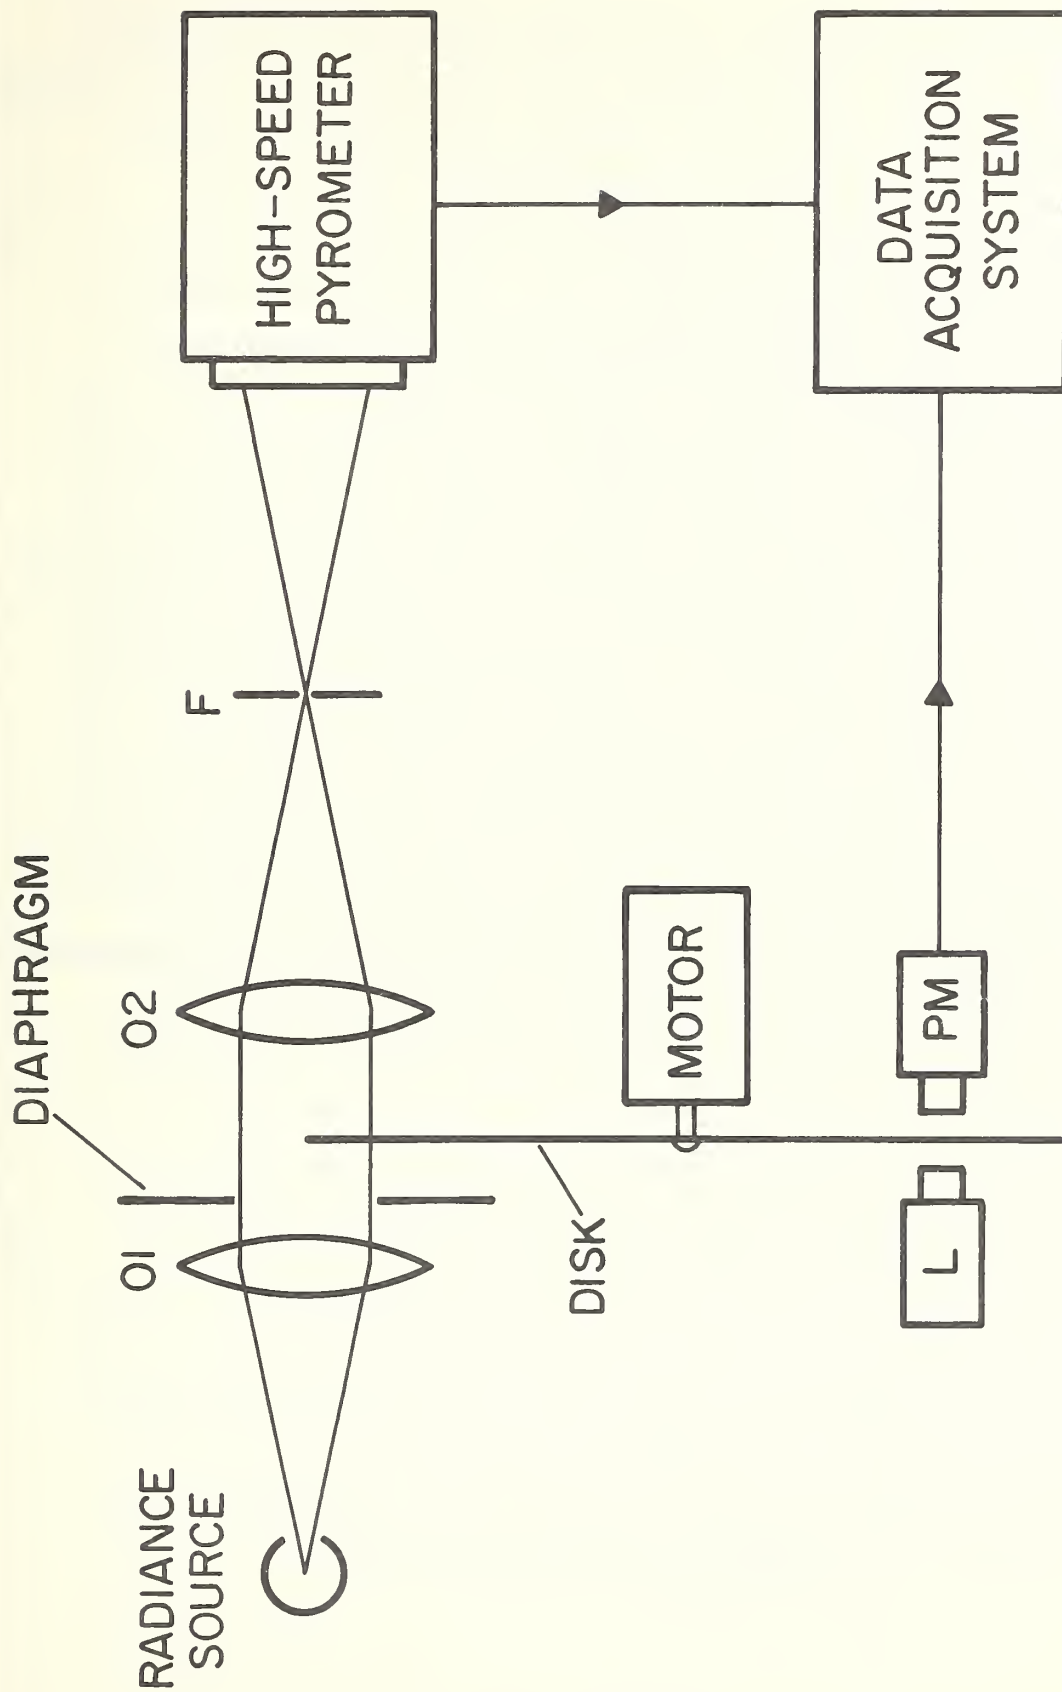 RADIANCE
SOURCE
O1
DIAPHRAGM
O2
F
HIGH-SPEED
PYROMETER
DISK
MOTOR
L
PM
DATA
ACQUISITION
SYSTEM